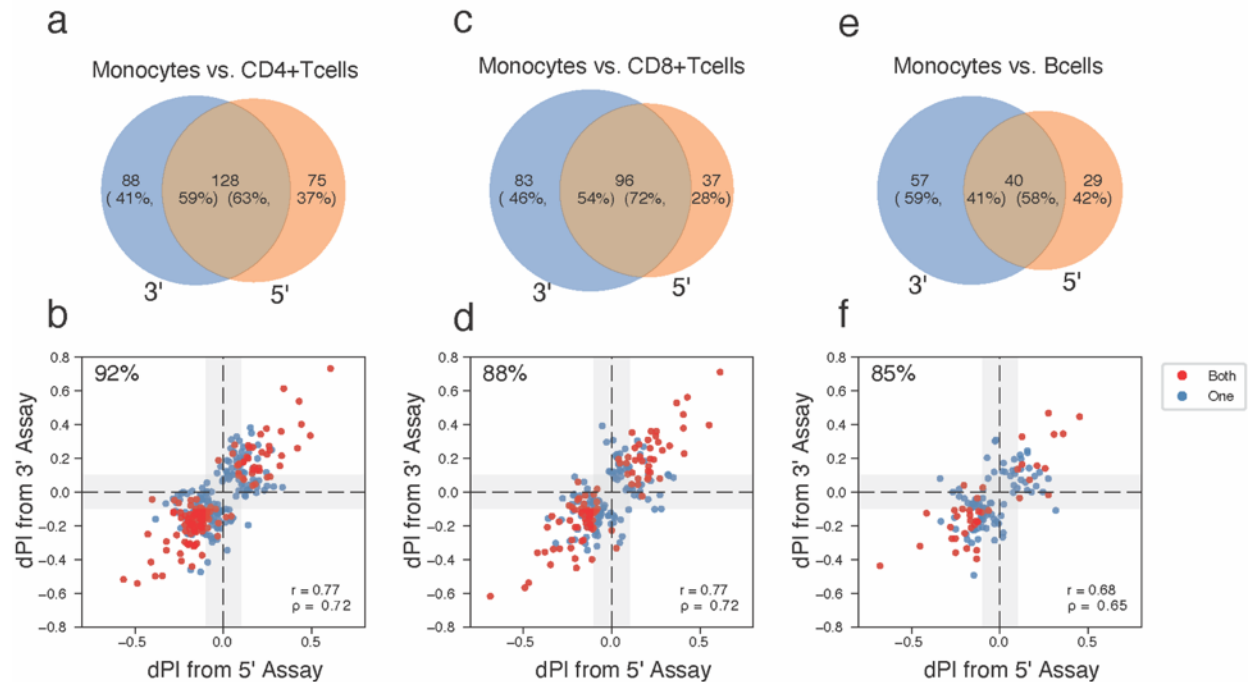 a
Monocytes vs. CD4+Tcells
88
( 41%,
128
59%) (63%,
75
37%)
3'
5'
c
Monocytes vs. CD8+Tcells
83
( 46%,
96
54%) (72%,
37
28%)
3'
5'
e
Monocytes vs. Bcells
57
( 59%,
40
41%) (58%,
29
42%)
3'
5'
b
92%
dPI from 3' Assay
0.8
0.6
0.4
0.2
0.0
−0.2
−0.4
−0.6
−0.8
r = 0.77
ρ = 0.72
−0.5
0.0
0.5
dPI from 5' Assay
d
88%
dPI from 3' Assay
0.8
0.6
0.4
0.2
0.0
−0.2
−0.4
−0.6
−0.8
r = 0.77
ρ = 0.72
−0.5
0.0
0.5
dPI from 5' Assay
f
85%
dPI from 3' Assay
0.8
0.6
0.4
0.2
0.0
−0.2
−0.4
−0.6
−0.8
r = 0.68
ρ = 0.65
−0.5
0.0
0.5
dPI from 5' Assay
Both
One